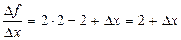 Δf/Δx = 2 · 2 − 2 + Δx = 2 + Δx